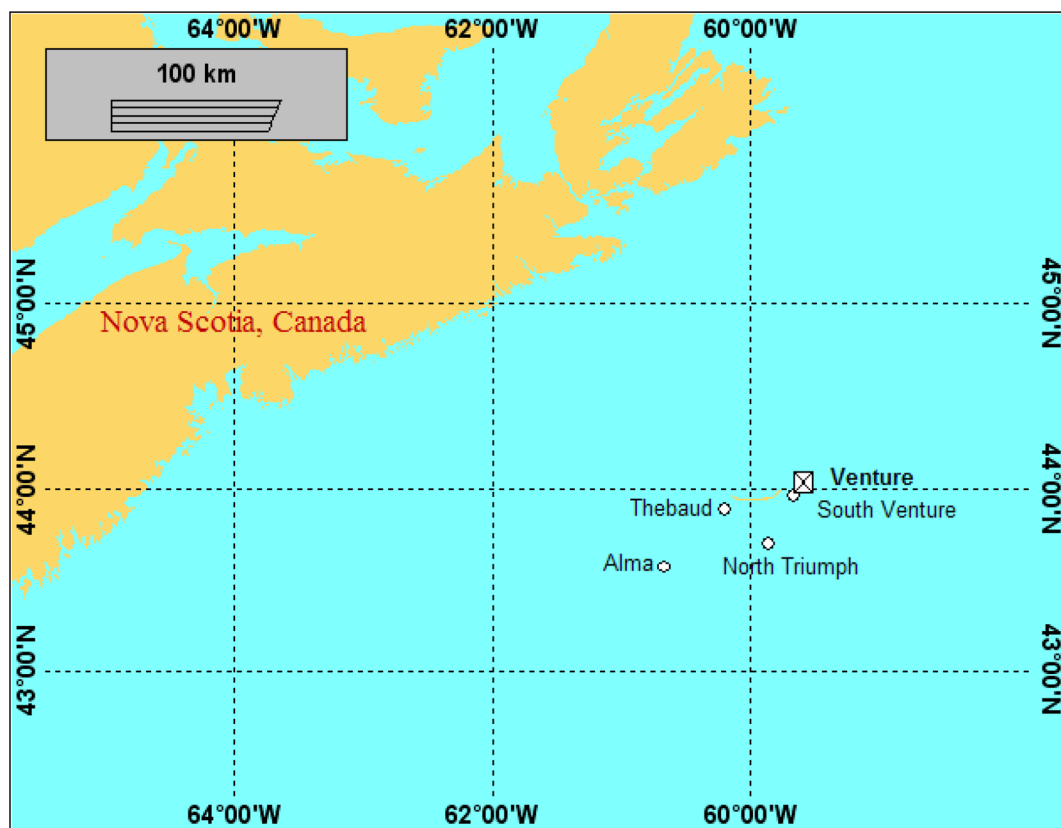 64°00'W 62°00'W 60°00'W
100 km
45°00'N 45°00'N
Nova Scotia, Canada
44°00'N 44°00'N
Venture
Thebaud South Venture
Alma North Triumph
43°00'N 43°00'N
64°00'W 62°00'W 60°00'W